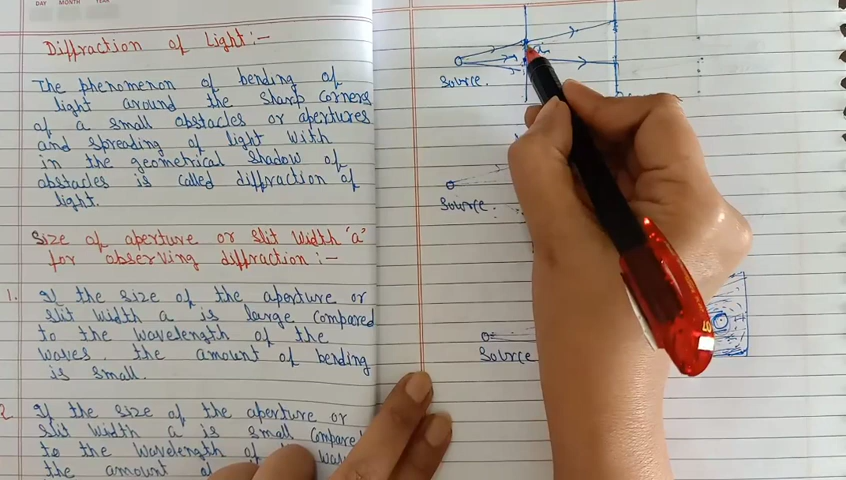 DAY MONTH YEAR
Diffraction of Light:-
The phenomenon of bending of
light around the sharp corners
of a small obstacles or apertures
and spreading of light with
in the geometrical shadow of
obstacles is called diffraction of
light.
Size of aperture or slit width 'a'
for observing diffraction:-
1. If the size of the aperture or
slit width a is large compared
to the wavelength of the
waves. the amount of bending
is small.
2 If the size of the aperture or
slit width a is small compared
to the wavelength of
the amount of
Source.
Source.
Source